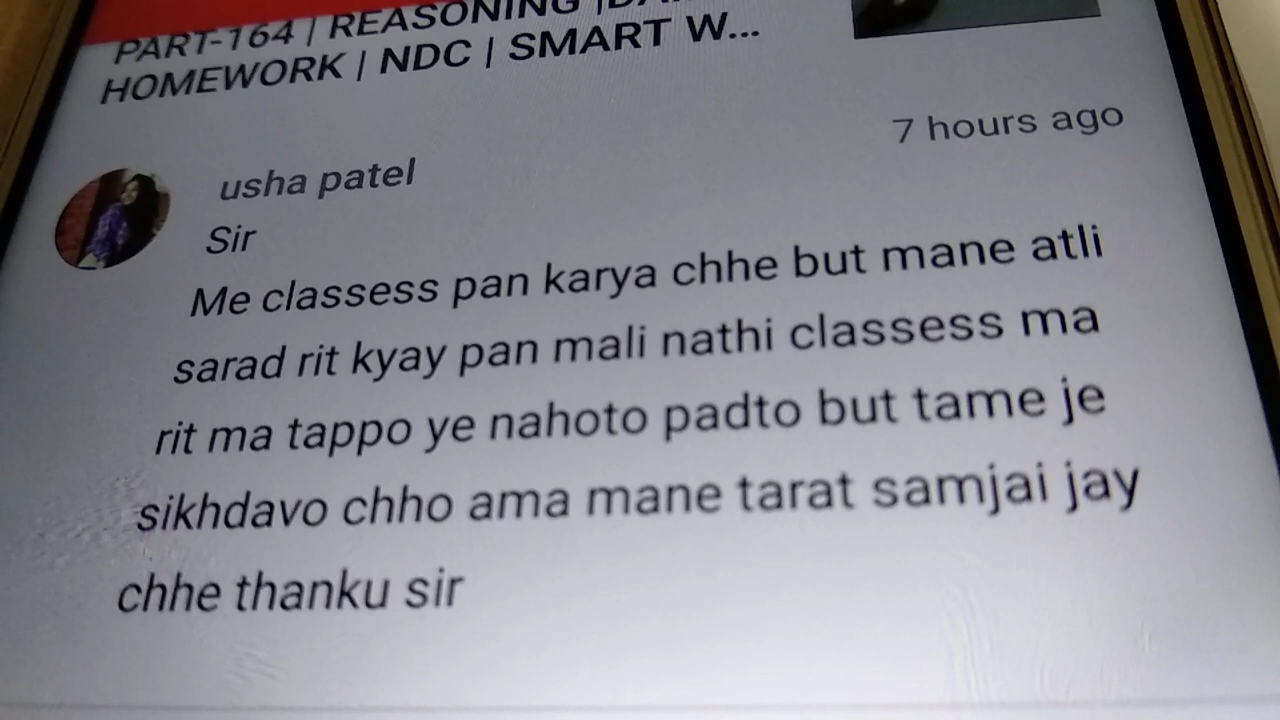 PART-164 | REASONING
HOMEWORK | NDC | SMART W...
7 hours ago
usha patel
Sir
Me classess pan karya chhe but mane atli
sarad rit kyay pan mali nathi classess ma
rit ma tappo ye nahoto padto but tame je
sikhdavo chho ama mane tarat samjai jay
chhe thanku sir